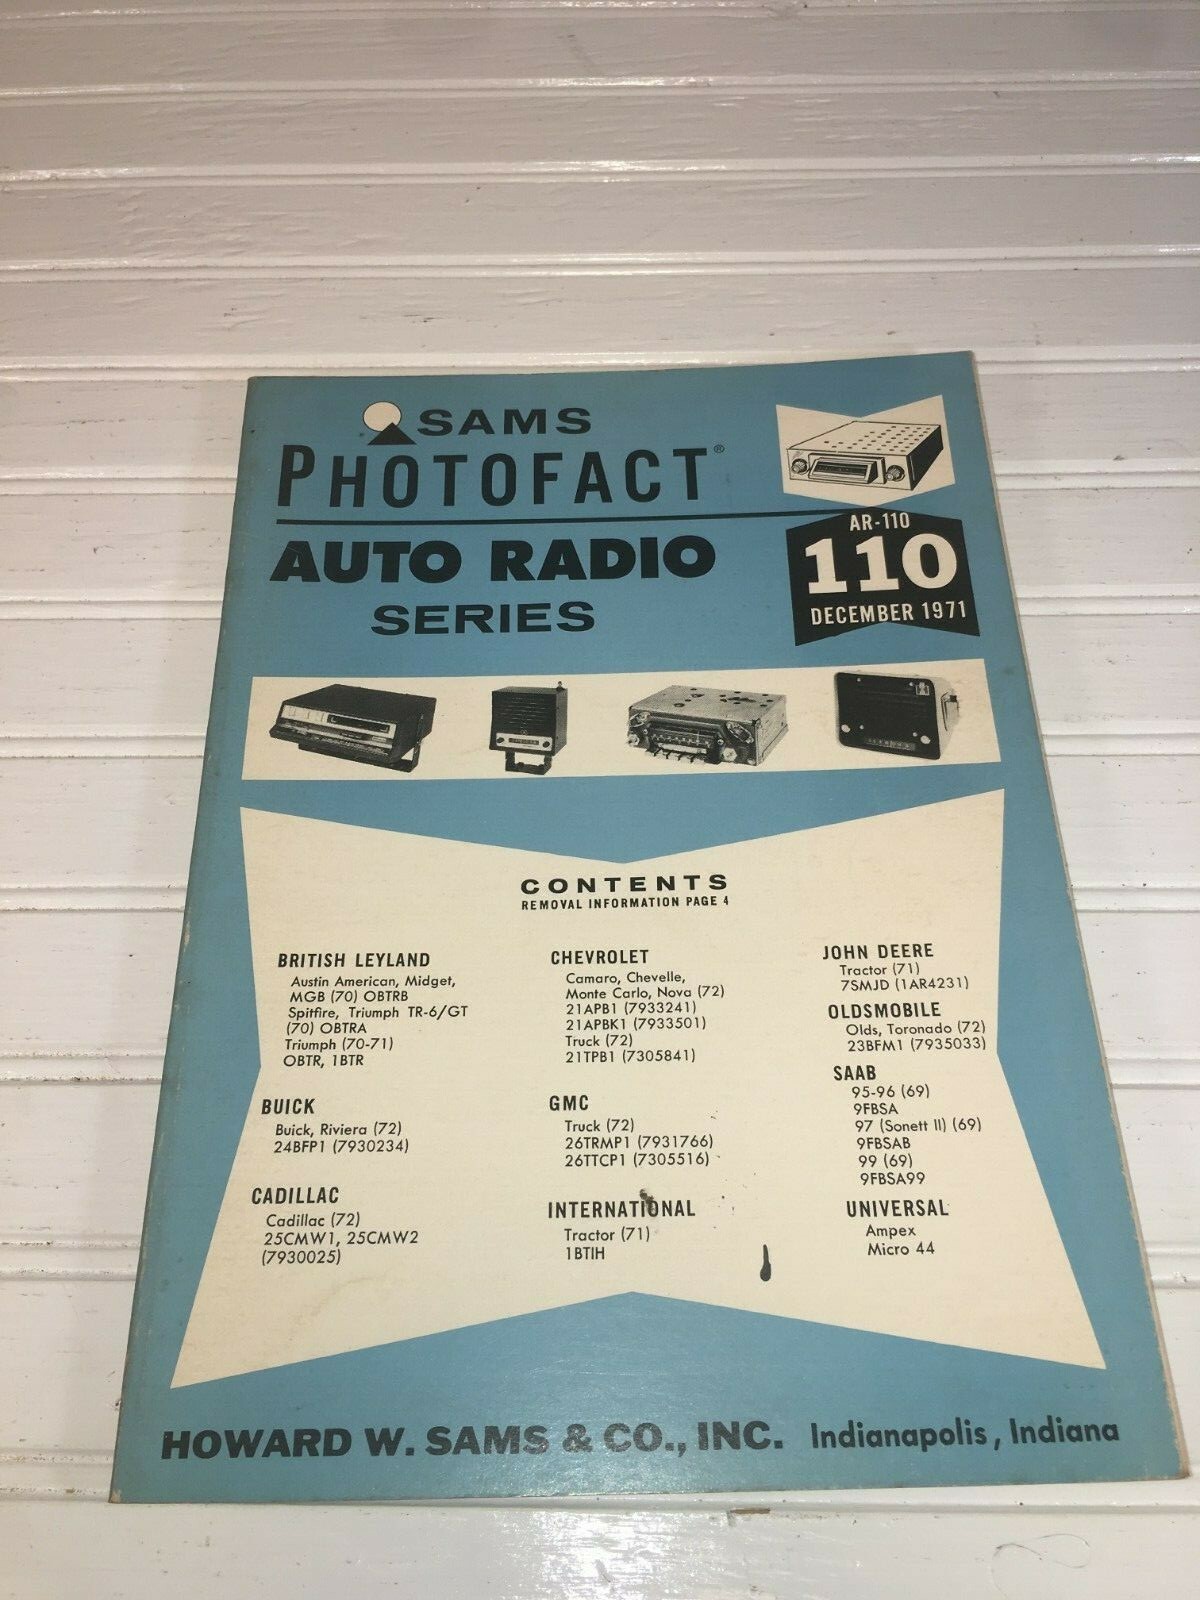 SAMS
PHOTOFACT®
AUTO RADIO
SERIES
AR-110
110
DECEMBER 1971
CONTENTS
REMOVAL INFORMATION PAGE 4
BRITISH LEYLAND
Austin American, Midget,
MGB (70) OBTRB
Spitfire, Triumph TR-6/GT
(70) OBTRA
Triumph (70-71)
OBTR, 1BTR
BUICK
Buick, Riviera (72)
24BFP1 (7930234)
CADILLAC
Cadillac (72)
25CMW1, 25CMW2
(7930025)
CHEVROLET
Camaro, Chevelle,
Monte Carlo, Nova (72)
21APB1 (7933241)
21APBK1 (7933501)
Truck (72)
21TPB1 (7305841)
GMC
Truck (72)
26TRMP1 (7931766)
26TTCP1 (7305516)
INTERNATIONAL
Tractor (71)
1BTIH
JOHN DEERE
Tractor (71)
7SMJD (1AR4231)
OLDSMOBILE
Olds, Toronado (72)
23BFM1 (7935033)
SAAB
95-96 (69)
9FBSA
97 (Sonett II) (69)
9FBSAB
99 (69)
9FBSA99
UNIVERSAL
Ampex
Micro 44
HOWARD W. SAMS & CO., INC. Indianapolis, Indiana